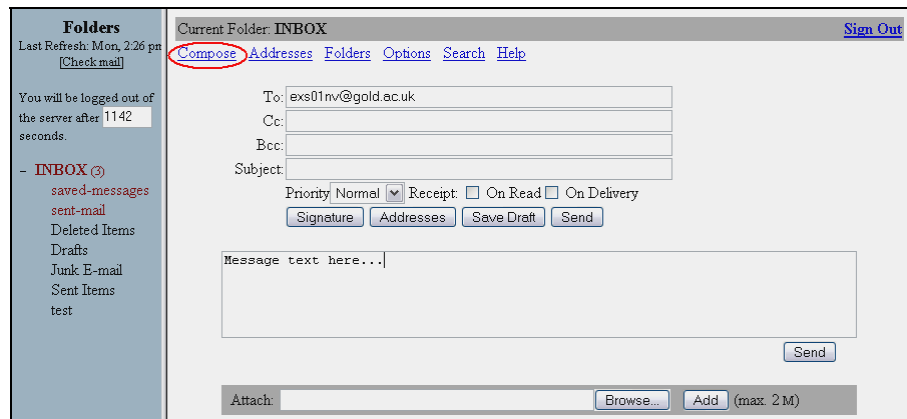 Folders
Last Refresh: Mon, 2:26 pm
[Check mail]
You will be logged out of
the server after 1142
seconds.
- INBOX (3)
saved-messages
sent-mail
Deleted Items
Drafts
Junk E-mail
Sent Items
test
Current Folder: INBOX Sign Out
Compose Addresses Folders Options Search Help
To: exs01nv@gold.ac.uk
Cc:
Bcc:
Subject:
Priority Normal Receipt: On Read On Delivery
Signature Addresses Save Draft Send
Message text here...
Send
Attach: Browse... Add (max. 2 M)